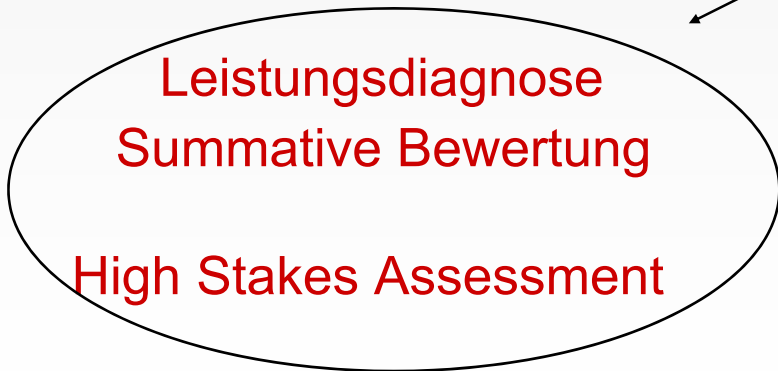 Leistungsdiagnose
Summative Bewertung
High Stakes Assessment